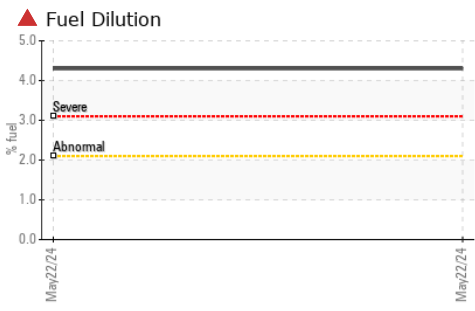 Fuel Dilution
5.0
4.0
Severe
3.0
% fuel
Abnormal
2.0
1.0
0.0
May22/24
May22/24